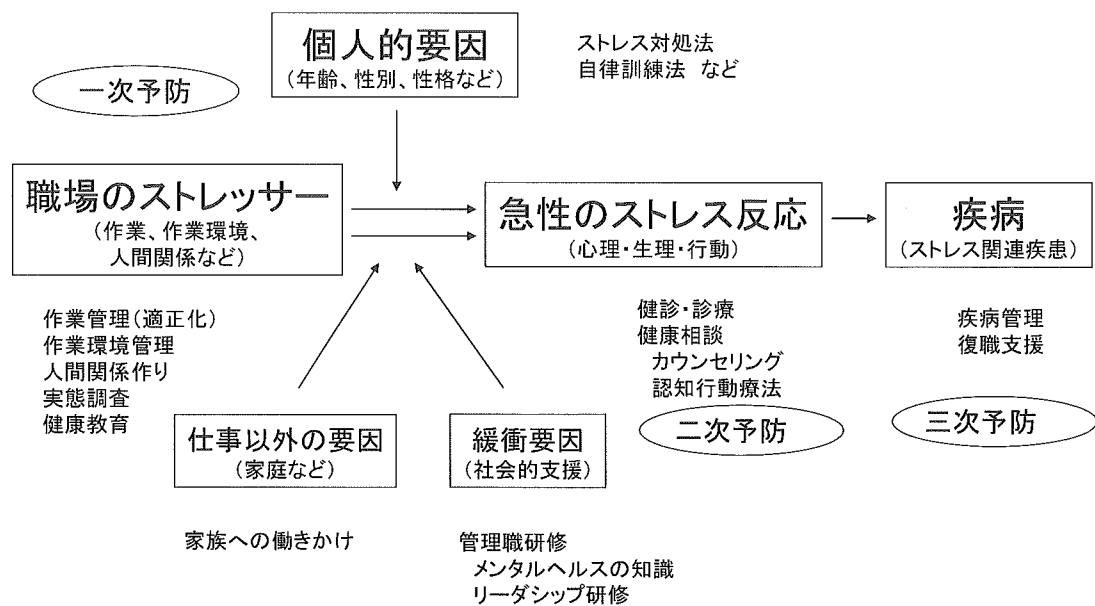 個人的要因
(年齢、性別、性格など)
ストレス対処法
自律訓練法 など
一次予防
職場のストレッサー
(作業、作業環境、
人間関係など)
急性のストレス反応
(心理・生理・行動)
疾病
(ストレス関連疾患)
作業管理(適正化)
作業環境管理
人間関係作り
実態調査
健康教育
健診・診療
健康相談
カウンセリング
認知行動療法
疾病管理
復職支援
二次予防
三次予防
仕事以外の要因
(家庭など)
緩衝要因
(社会的支援)
家族への働きかけ
管理職研修
メンタルヘルスの知識
リーダシップ研修